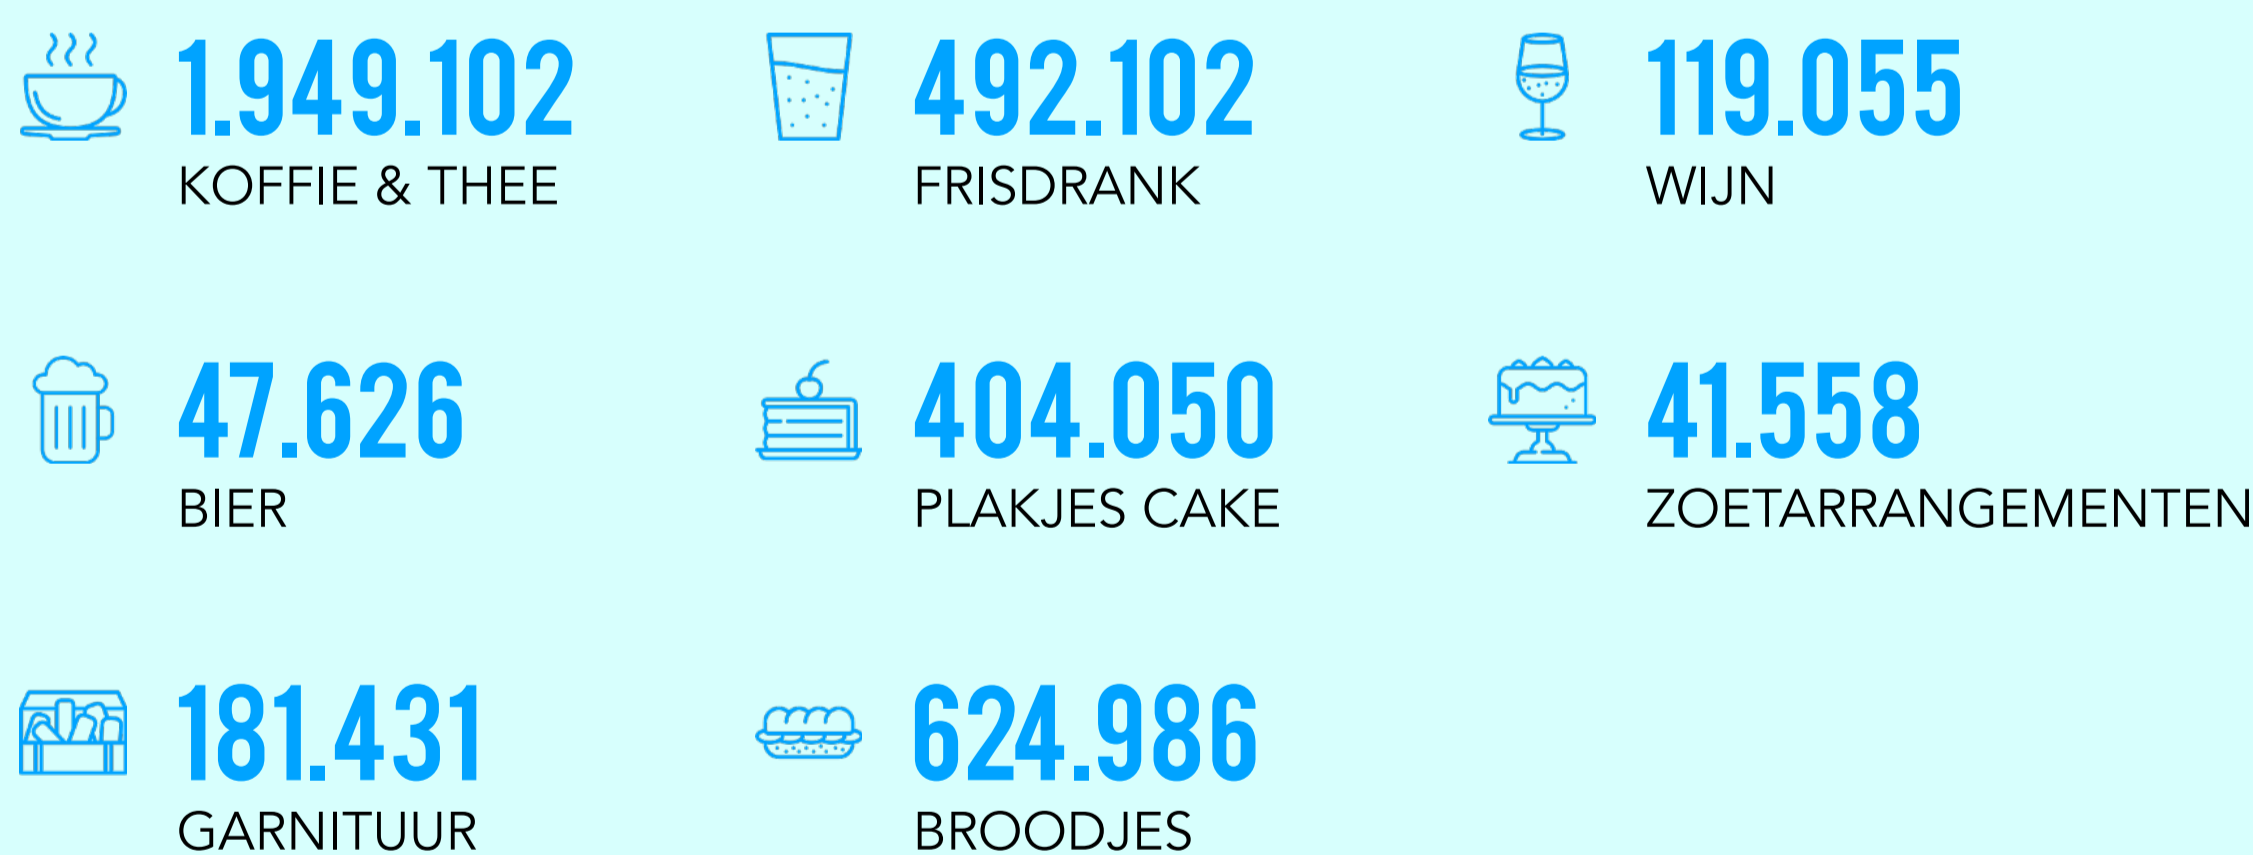 1.949.102
KOFFIE & THEE
492.102
FRISDRANK
119.055
WIJN
47.626
BIER
404.050
PLAKJES CAKE
41.558
ZOETARRANGEMENTEN
181.431
GARNITUUR
624.986
BROODJES